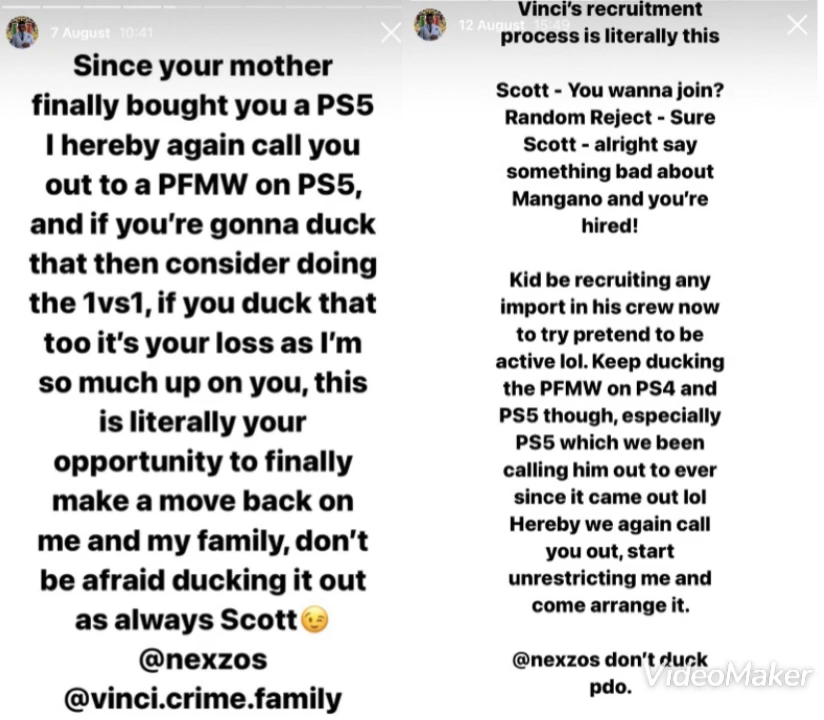 7 August 10:41
Since your mother
finally bought you a PS5
I hereby again call you
out to a PFMW on PS5,
and if you're gonna duck
that then consider doing
the 1vs1, if you duck that
too it's your loss as I'm
so much up on you, this
is literally your
opportunity to finally
make a move back on
me and my family, don't
be afraid ducking it out
as always Scott😉
@nexzos
@vinci.crime.family
12 August 15:49
Vinci's recruitment
process is literally this
Scott - You wanna join?
Random Reject - Sure
Scott - alright say
something bad about
Mangano and you're
hired!
Kid be recruiting any
import in his crew now
to try pretend to be
active lol. Keep ducking
the PFMW on PS4 and
PS5 though, especially
PS5 which we been
calling him out to ever
since it came out lol
Hereby we again call
you out, start
unrestricting me and
come arrange it.
@nexzos don't duck
pdo.
VideoMaker